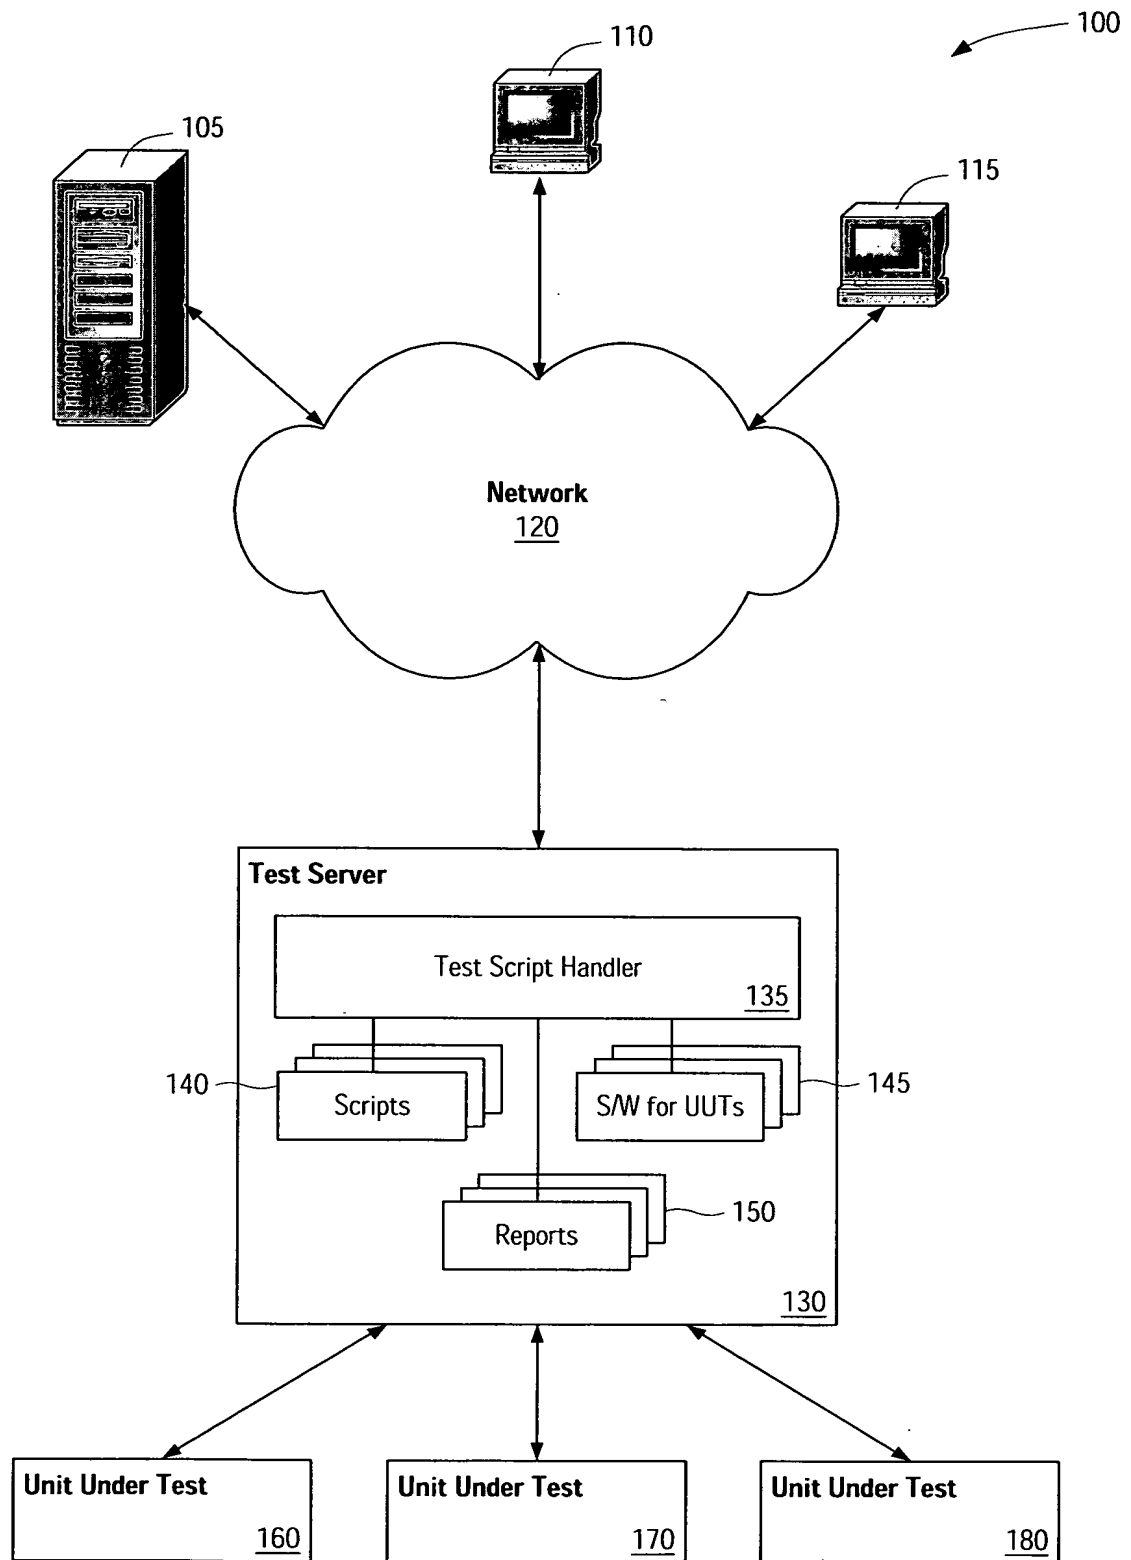 100
110
105
115
Network
120
Test Server
Test Script Handler
135
140
Scripts
S/W for UUTs
145
Reports
150
130
Unit Under Test
160
Unit Under Test
170
Unit Under Test
180